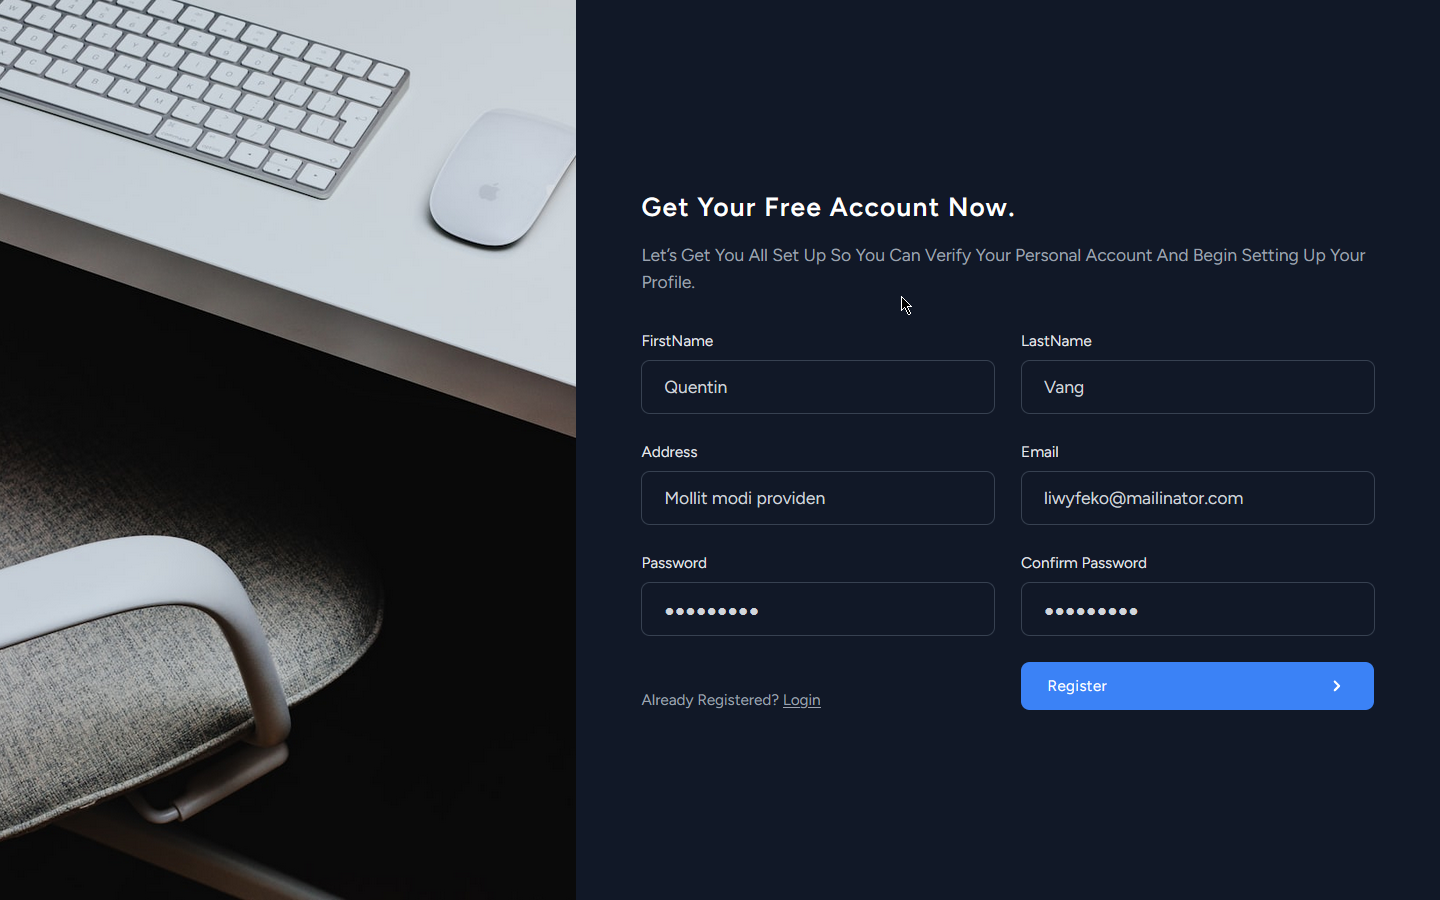 Get Your Free Account Now.
Let's Get You All Set Up So You Can Verify Your Personal Account And Begin Setting Up Your
Profile.
FirstName
LastName
Quentin
Vang
Address
Email
Mollit modi providen
liwyfeko@mailinator.com
Password
Confirm Password
Already Registered? Login
Register